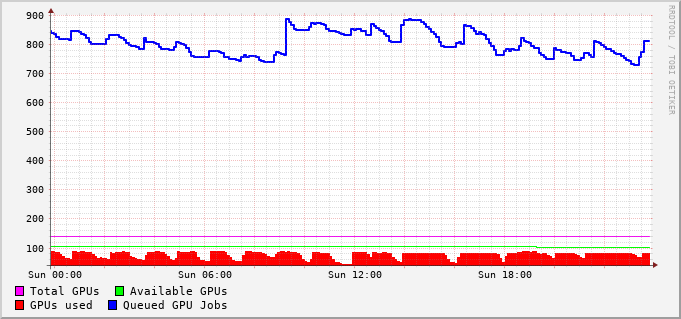 900
800
700
600
500
400
300
200
100
Sun 00:00 Sun 06:00 Sun 12:00 Sun 18:00
Total GPUs Available GPUs
GPUs used Queued GPU Jobs
RRDTOOL / TOBI OETIKER